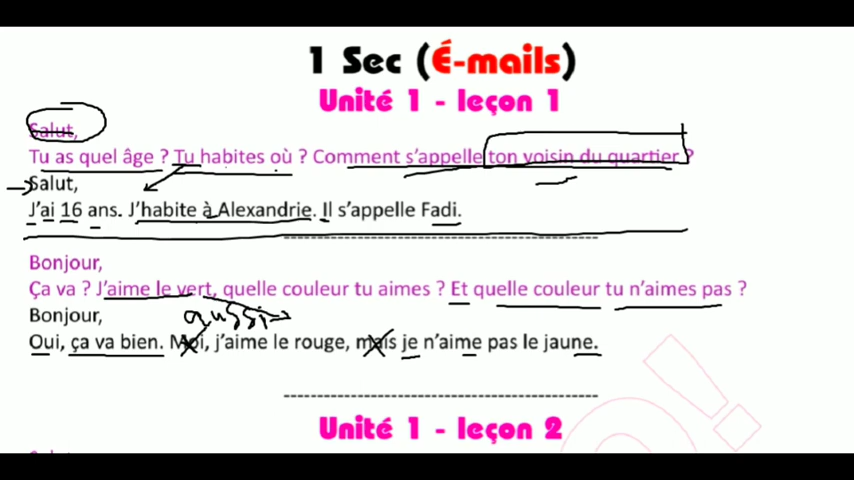 1 Sec (É-mails)
Unité 1 - leçon 1
Salut,
Tu as quel âge ? Tu habites où ? Comment s'appelle ton voisin du quartier ?
Salut,
J'ai 16 ans. J'habite à Alexandrie. Il s'appelle Fadi.
Bonjour,
Ça va ? J'aime le vert, quelle couleur tu aimes ? Et quelle couleur tu n'aimes pas ?
Bonjour, aussi
Oui, ça va bien. Moi, j'aime le rouge, mais je n'aime pas le jaune.
Unité 1 - leçon 2